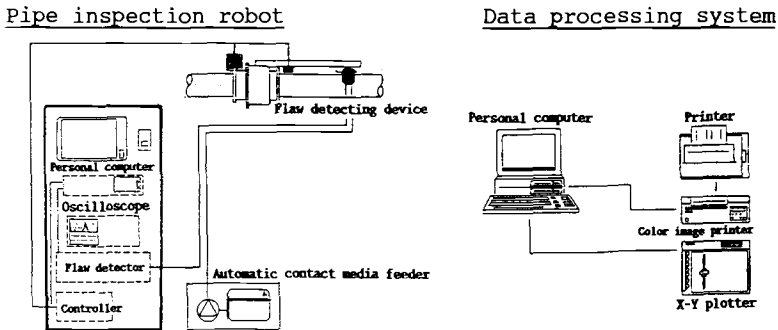 Pipe inspection robot
Data processing system
Flaw detecting device
Personal computer
Oscilloscope
Flaw detector
Controller
Automatic contact media feeder
Personal computer
Printer
Color image printer
X-Y plotter